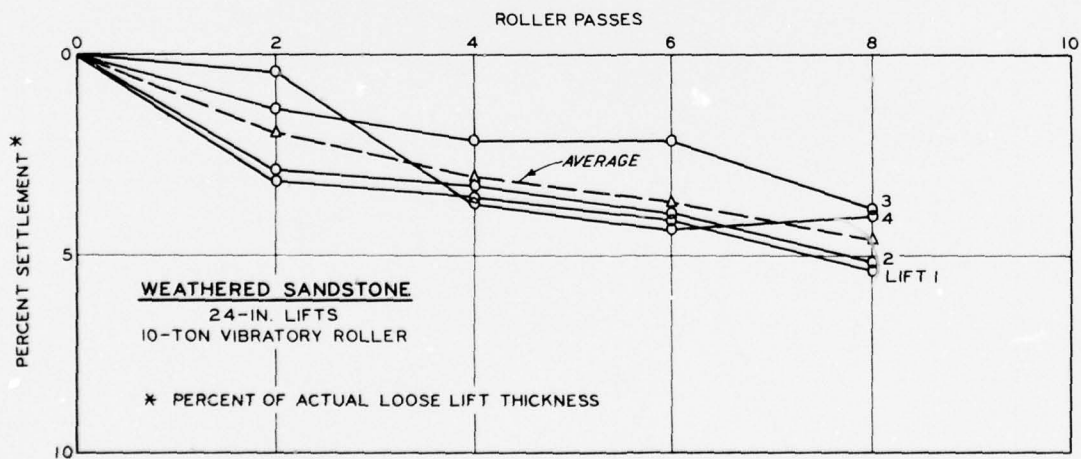 ROLLER PASSES
0 2 4 6 8 10
0
5
10
PERCENT SETTLEMENT*
AVERAGE
3
4
2
LIFT 1
WEATHERED SANDSTONE
24-IN. LIFTS
10-TON VIBRATORY ROLLER
* PERCENT OF ACTUAL LOOSE LIFT THICKNESS